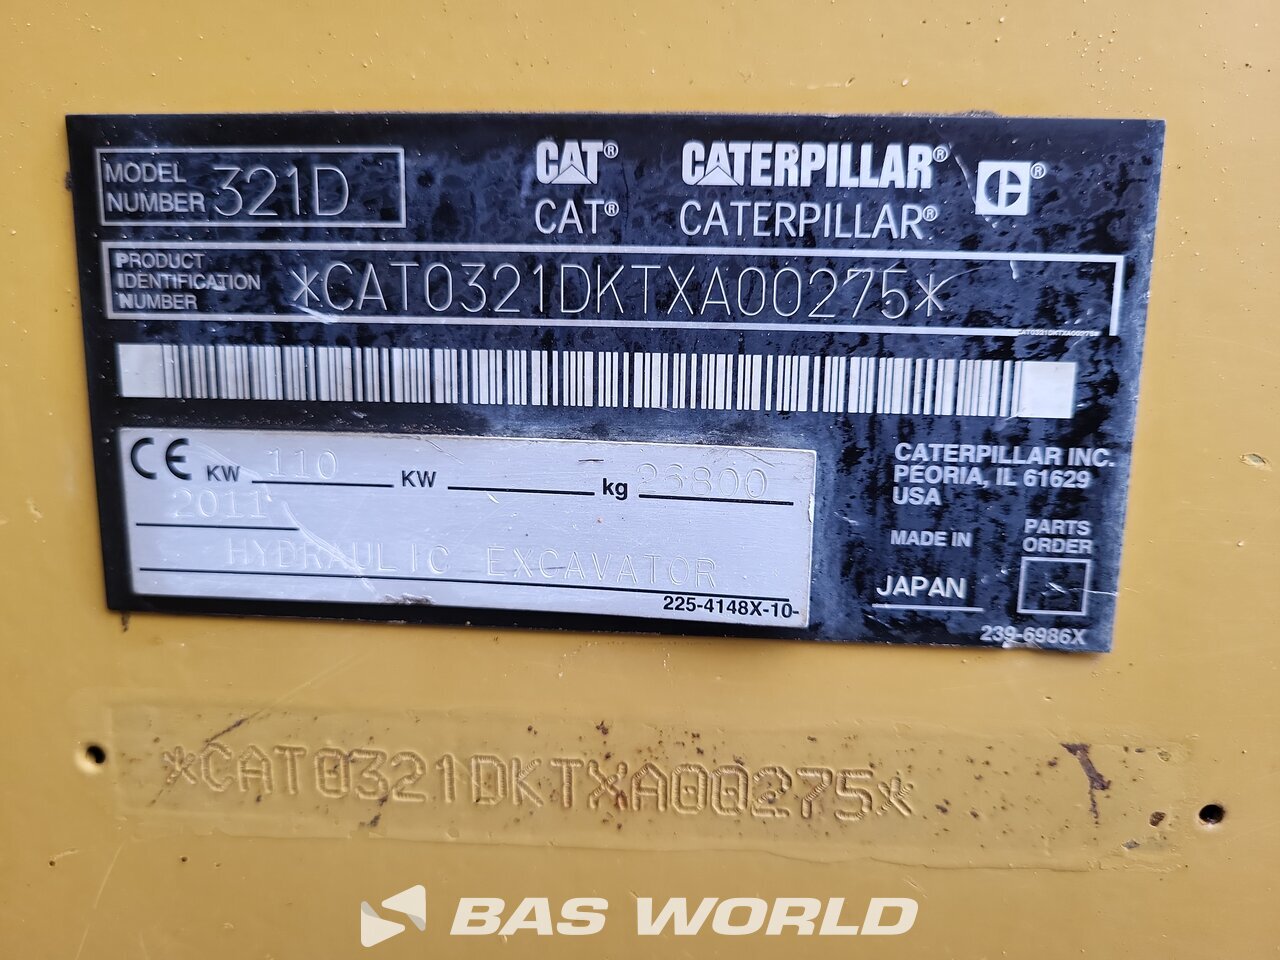 MODEL NUMBER 321D
CAT® CATERPILLAR® C®
CAT® CATERPILLAR®
PRODUCT IDENTIFICATION NUMBER *CAT0321DKTXA00275*
CAT0321DKTXA00275
CE KW 110 KW kg 26800
2011
HYDRAULIC EXCAVATOR
225-4148X-10-
CATERPILLAR INC.
PEORIA, IL 61629
USA
MADE IN
JAPAN
PARTS ORDER
239-6986X
*CAT0321DKTXA00275*
BAS WORLD